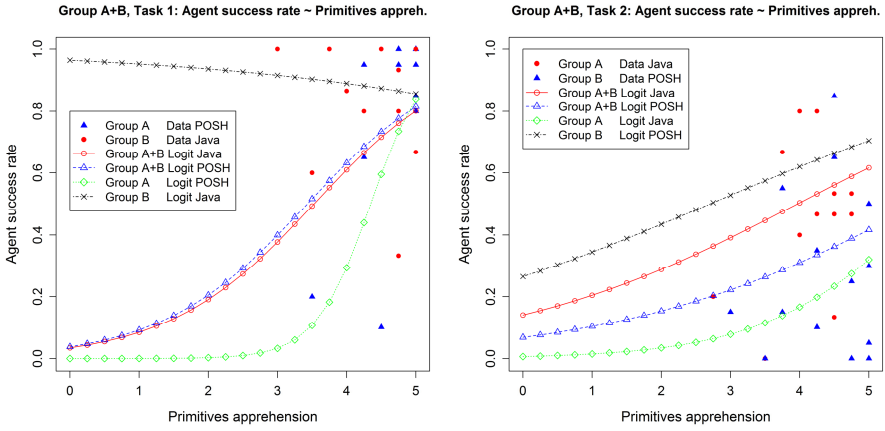 Group A+B, Task 1: Agent success rate ~ Primitives appreh.
1.0
0.8
0.6
0.4
0.2
0.0
Agent success rate
Group A Data POSH
Group B Data Java
Group A+B Logit Java
Group A+B Logit POSH
Group A Logit POSH
Group B Logit Java
0 1 2 3 4 5
Primitives apprehension
Group A+B, Task 2: Agent success rate ~ Primitives appreh.
1.0
0.8
0.6
0.4
0.2
0.0
Agent success rate
Group A Data Java
Group B Data POSH
Group A+B Logit Java
Group A+B Logit POSH
Group A Logit Java
Group B Logit POSH
0 1 2 3 4 5
Primitives apprehension